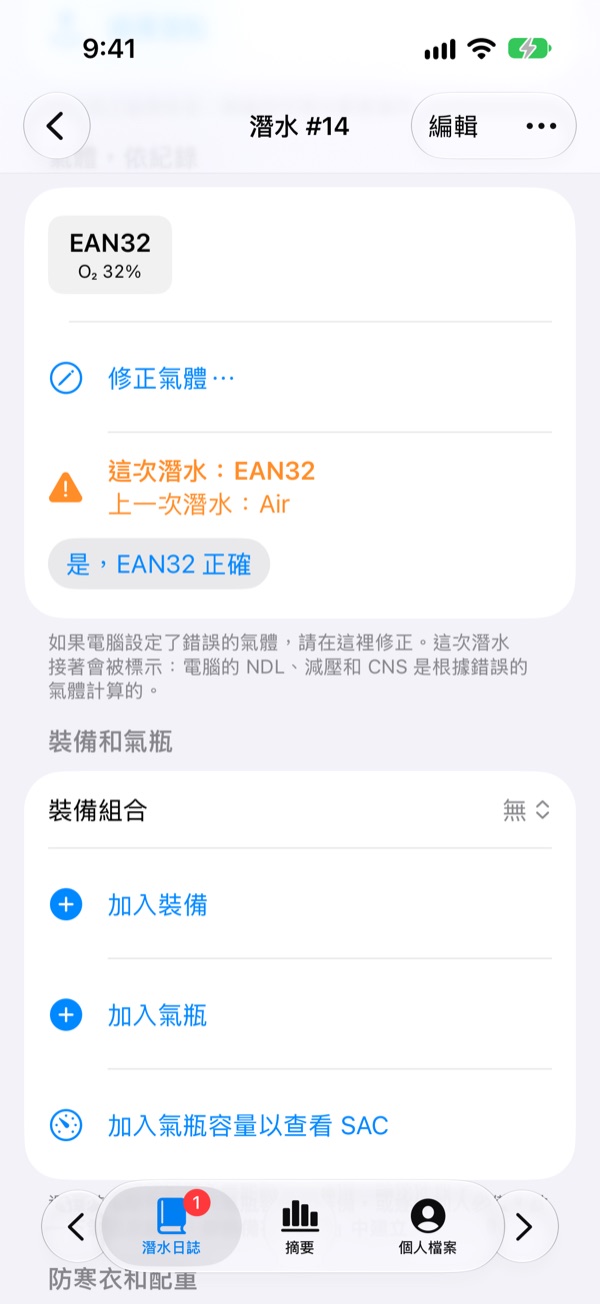 9:41
潛水 #14
編輯
氣體，依紀錄
EAN32
O₂ 32%
修正氣體…
這次潛水：EAN32
上一次潛水：Air
是，EAN32 正確
如果電腦設定了錯誤的氣體，請在這裡修正。這次潛水
接著會被標示：電腦的 NDL、減壓和 CNS 是根據錯誤的
氣體計算的。
裝備和氣瓶
裝備組合
無
加入裝備
加入氣瓶
加入氣瓶容量以查看 SAC
1
潛水日誌
摘要
個人檔案
防寒衣和配重